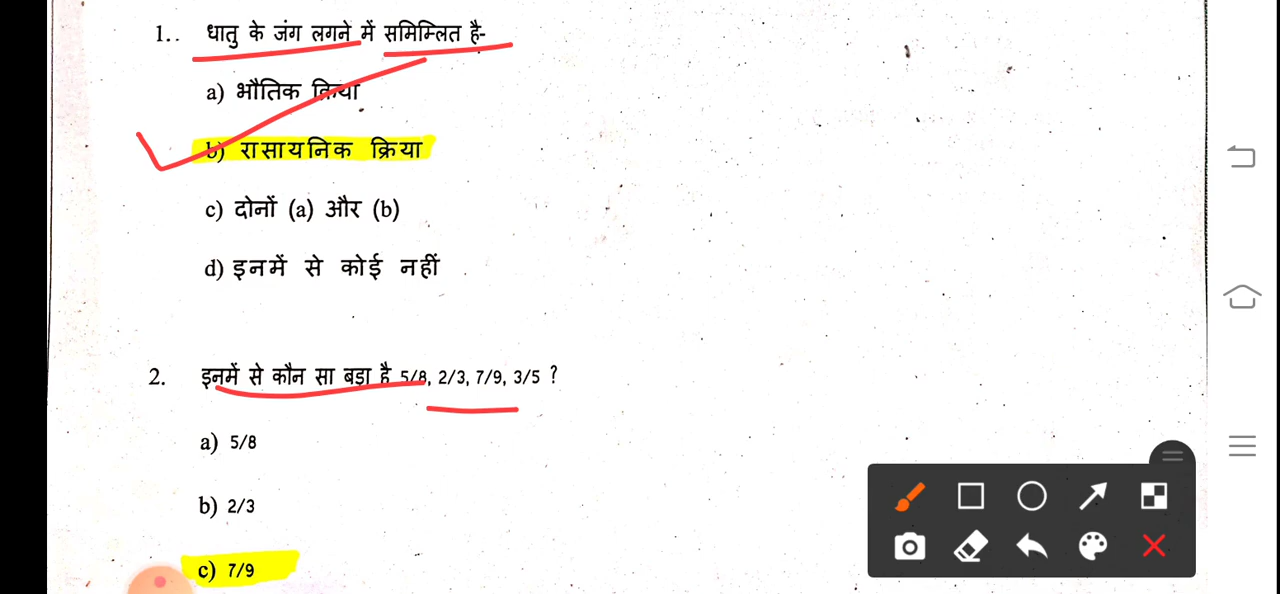 1.. धातु के जंग लगने में समिम्लित है-
a) भौतिक क्रिया
b) रासायनिक क्रिया
c) दोनों (a) और (b)
d) इनमें से कोई नहीं
2. इनमें से कौन सा बड़ा है 5/8, 2/3, 7/9, 3/5 ?
a) 5/8
b) 2/3
c) 7/9